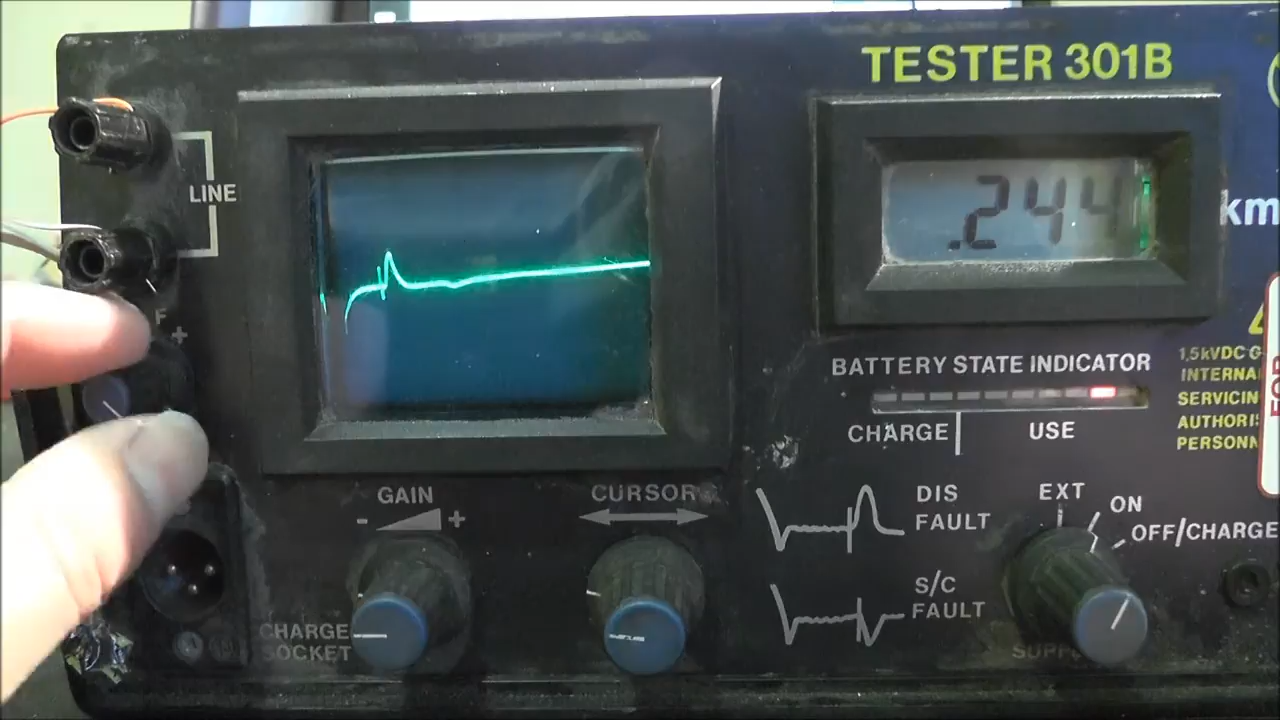 TESTER 301B
LINE
.244
km
F
+
BATTERY STATE INDICATOR
CHARGE
USE
1,5kVDC
INTERNA
SERVICIN
AUTHORIS
PERSONN
GAIN
- +
CURSOR
DIS
FAULT
S/C
FAULT
EXT
ON
OFF/CHARGE
CHARGE
SOCKET